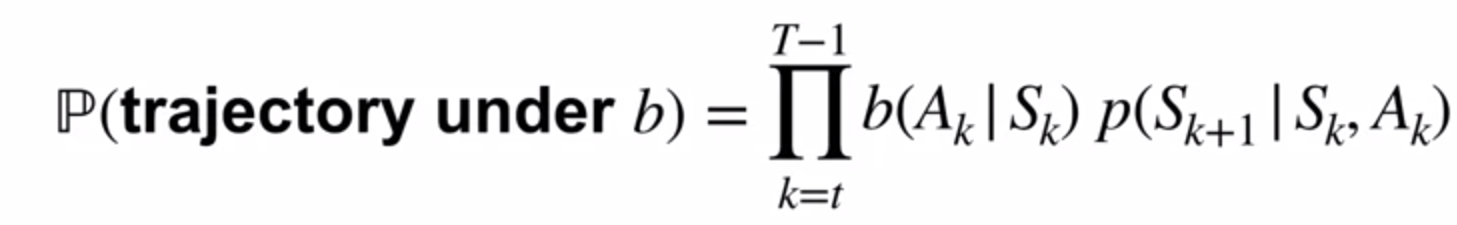 ℙ(trajectory under b) = ∏_{k=t}^{T−1} b(A_k | S_k) p(S_{k+1} | S_k, A_k)